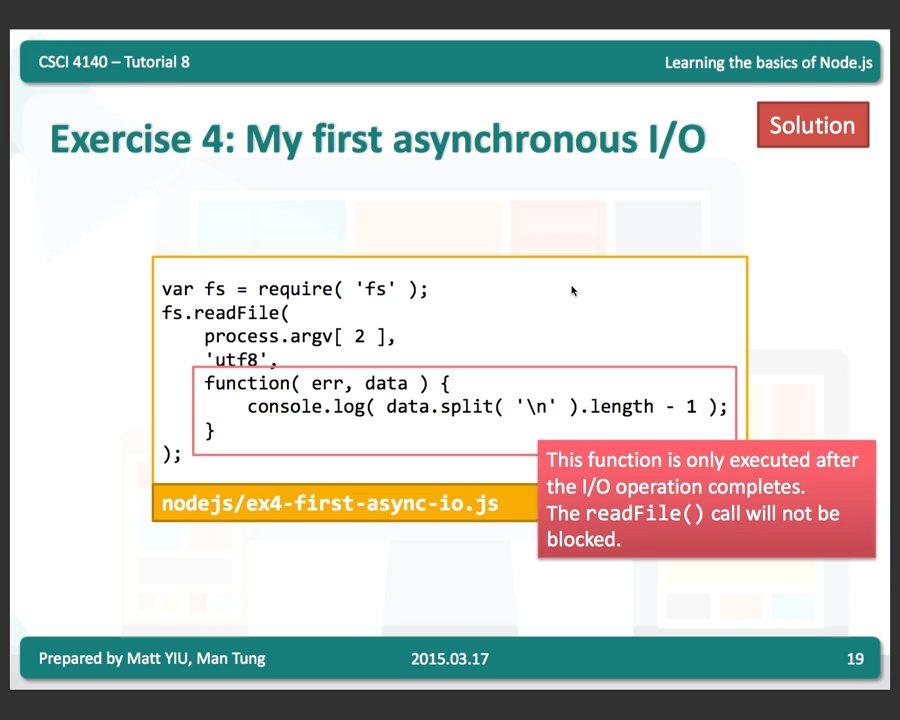 CSCI 4140 – Tutorial 8
Learning the basics of Node.js
Exercise 4: My first asynchronous I/O
Solution
var fs = require( 'fs' );
fs.readFile(
    process.argv[ 2 ],
    'utf8',
    function( err, data ) {
        console.log( data.split( '\n' ).length - 1 );
    }
);
nodejs/ex4-first-async-io.js
This function is only executed after
the I/O operation completes.
The readFile() call will not be
blocked.
Prepared by Matt YIU, Man Tung
2015.03.17
19